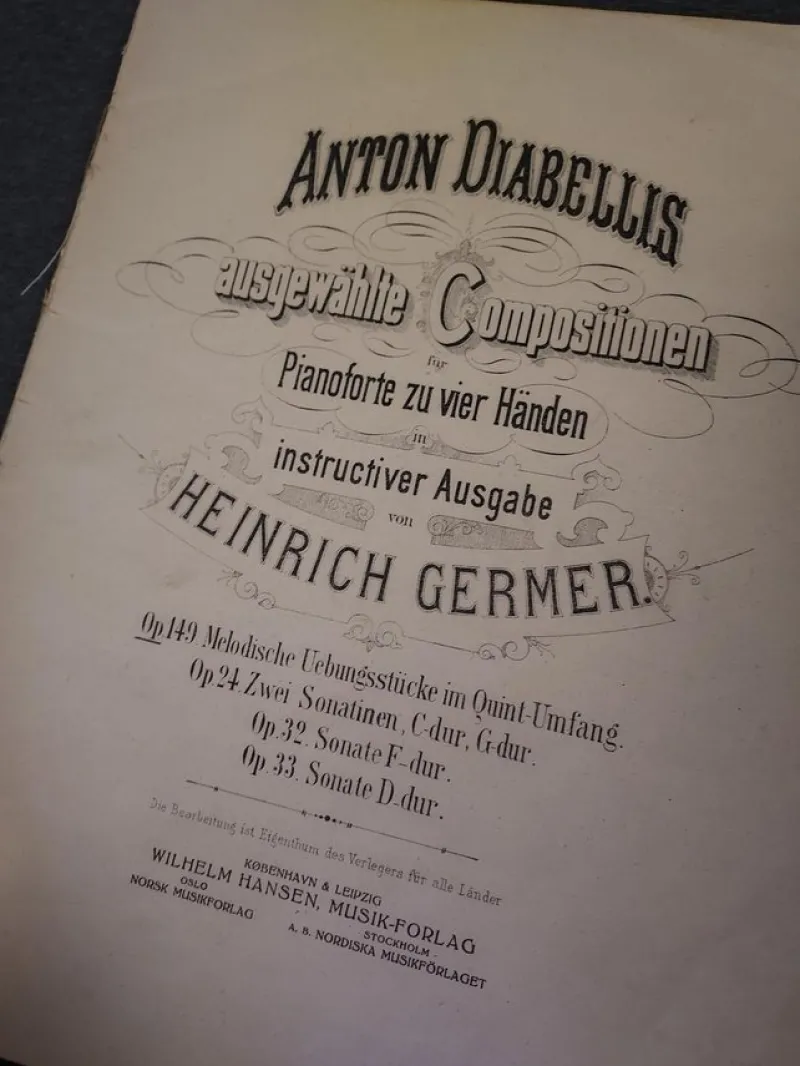 ANTON DIABELLIS
ausgewählte Compositionen
für
Pianoforte zu vier Händen
in
instructiver Ausgabe
von
HEINRICH GERMER.
Op. 149. Melodische Uebungsstücke im Quint-Umfang.
Op. 24. Zwei Sonatinen, C-dur, G-dur.
Op. 32. Sonate F-dur.
Op. 33. Sonate D-dur.
Die Bearbeitung ist Eigenthum des Verlegers für alle Länder
KØBENHAVN & LEIPZIG
WILHELM HANSEN, MUSIK-FORLAG
OSLO
NORSK MUSIKFORLAG
STOCKHOLM
A. B. NORDISKA MUSIKFÖRLAGET